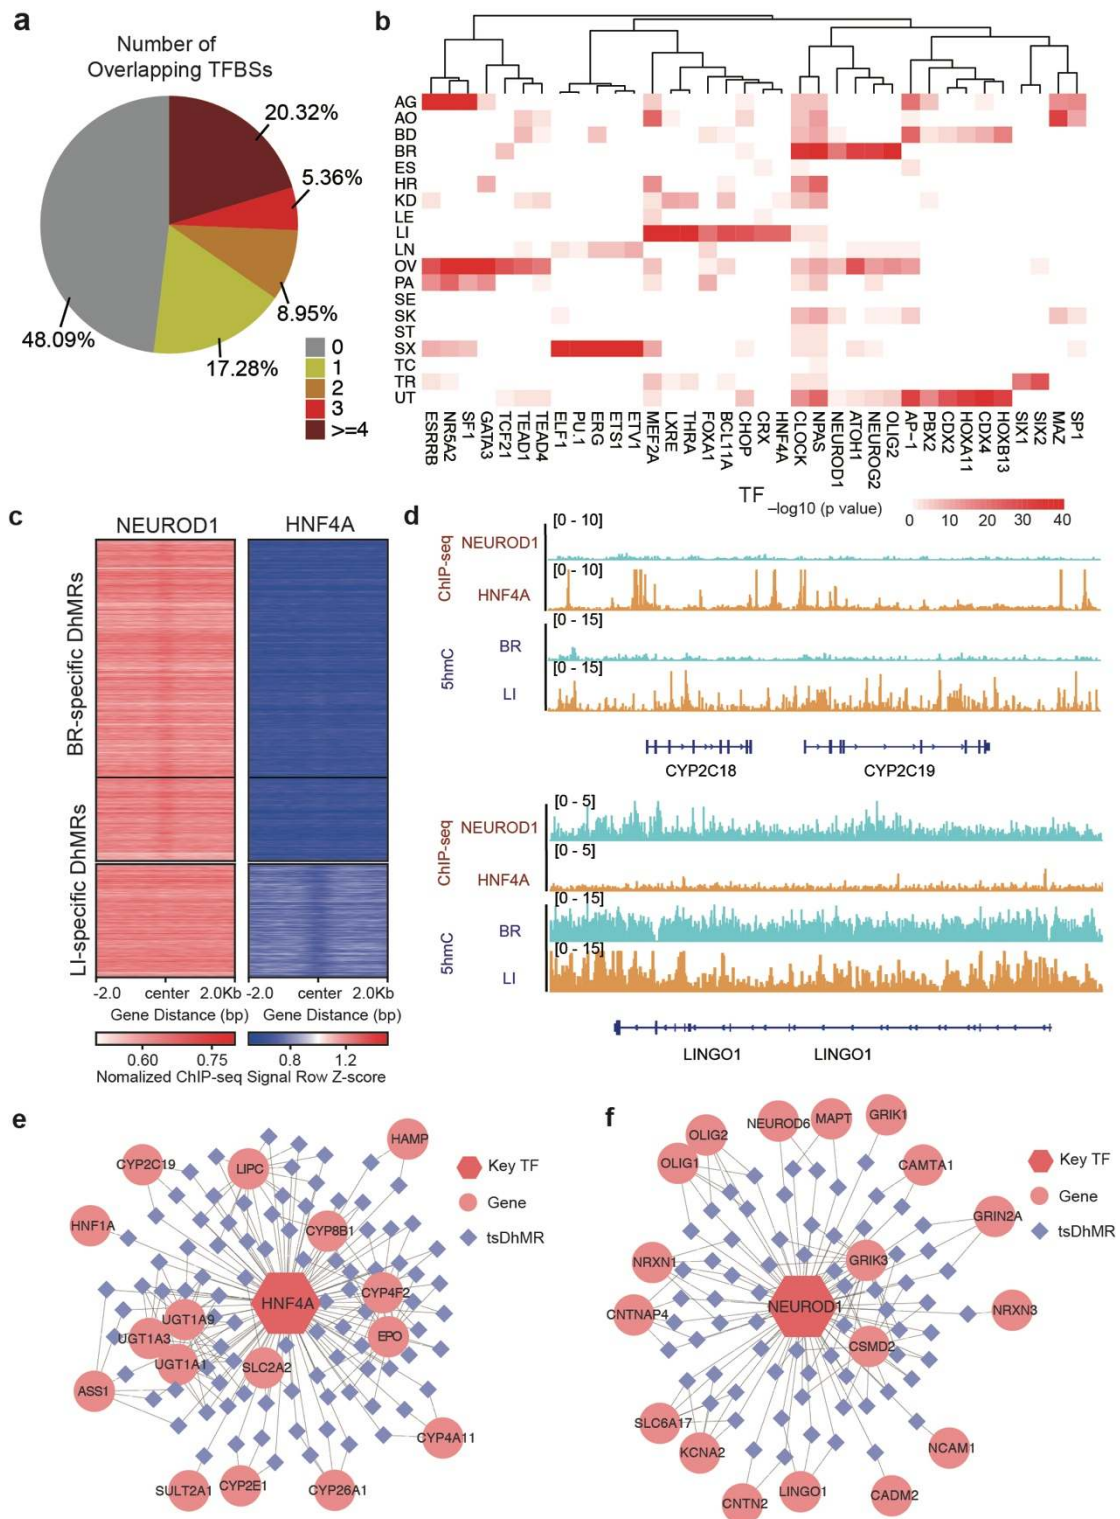 a
Number of
Overlapping TFBSs
20.32%
5.36%
8.95%
17.28%
48.09%
0
1
2
3
>=4
b
AG
AO
BD
BR
ES
HR
KD
LE
LI
LN
OV
PA
SE
SK
ST
SX
TC
TR
UT
ESRRB
NR5A2
SF1
GATA3
TCF21
TEAD1
TEAD4
ELF1
PU.1
ERG
ETS1
ETV1
MEF2A
LXRE
THRA
FOXA1
BCL11A
CHOP
CRX
HNF4A
CLOCK
NPAS
NEUROD1
ATOH1
NEUROG2
OLIG2
AP-1
PBX2
CDX2
HOXA11
CDX4
HOXB13
SIX1
SIX2
MAZ
SP1
TF
–log10 (p value)
0 10 20 30 40
c
NEUROD1 HNF4A
BR-specific DhMRs
LI-specific DhMRs
-2.0 center 2.0Kb -2.0 center 2.0Kb
Gene Distance (bp) Gene Distance (bp)
0.60 0.75 0.8 1.2
Nomalized ChIP-seq Signal Row Z-score
d
ChIP-seq
NEUROD1 [0 - 10]
HNF4A [0 - 10]
5hmC
BR [0 - 15]
LI [0 - 15]
CYP2C18 CYP2C19
ChIP-seq
NEUROD1 [0 - 5]
HNF4A [0 - 5]
5hmC
BR [0 - 15]
LI [0 - 15]
LINGO1 LINGO1
e
HAMP
CYP2C19
LIPC
HNF1A
CYP8B1
HNF4A
CYP4F2
UGT1A9
EPO
UGT1A3
UGT1A1
SLC2A2
ASS1
CYP4A11
SULT2A1
CYP2E1
CYP26A1
Key TF
Gene
tsDhMR
f
NEUROD6
MAPT
GRIK1
OLIG2
OLIG1
CAMTA1
GRIN2A
NRXN1
GRIK3
NEUROD1
NRXN3
CNTNAP4
CSMD2
SLC6A17
KCNA2
NCAM1
CNTN2
LINGO1
CADM2
Key TF
Gene
tsDhMR